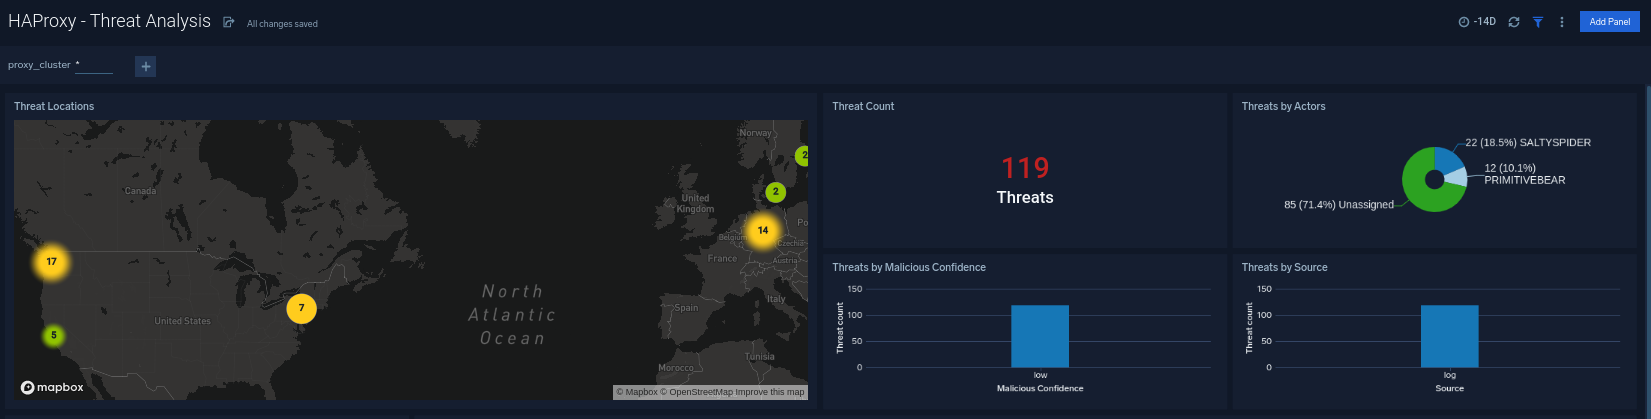 HAProxy - Threat Analysis
All changes saved
-14D
Add Panel
proxy_cluster *
+
Threat Locations
Norway
2
Canada
2
United
Kingdom
14
Belgium
Czechia
France
Austria
17
7
United States
5
North
Atlantic
Ocean
Spain
Italy
Tunisia
Morocco
mapbox
© Mapbox © OpenStreetMap Improve this map
Threat Count
119
Threats
Threats by Actors
22 (18.5%) SALTYSPIDER
12 (10.1%)
PRIMITIVEBEAR
85 (71.4%) Unassigned
Threats by Malicious Confidence
150
100
50
0
Threat count
low
Malicious Confidence
Threats by Source
150
100
50
0
Threat count
log
Source